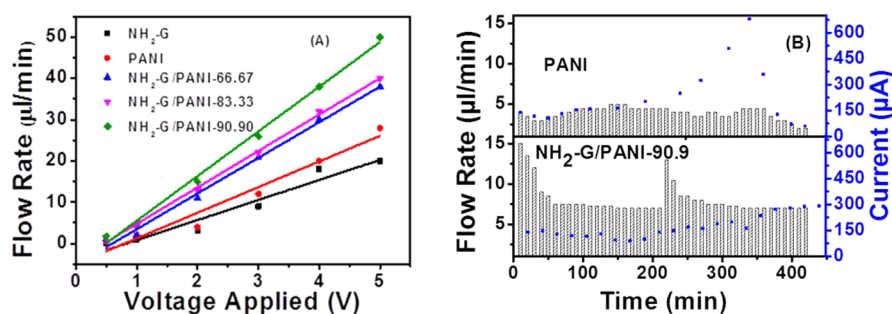 (A)
NH2-G
PANI
NH2-G/PANI-66.67
NH2-G/PANI-83.33
NH2-G/PANI-90.90
Flow Rate (µl/min)
50
40
30
20
10
0
0 1 2 3 4 5
Voltage Applied (V)
(B)
PANI
NH2-G/PANI-90.9
Flow Rate (µl/min)
15
10
5
15
10
5
600
450
300
150
0
600
450
300
150
0
Current (µA)
0 100 200 300 400
Time (min)